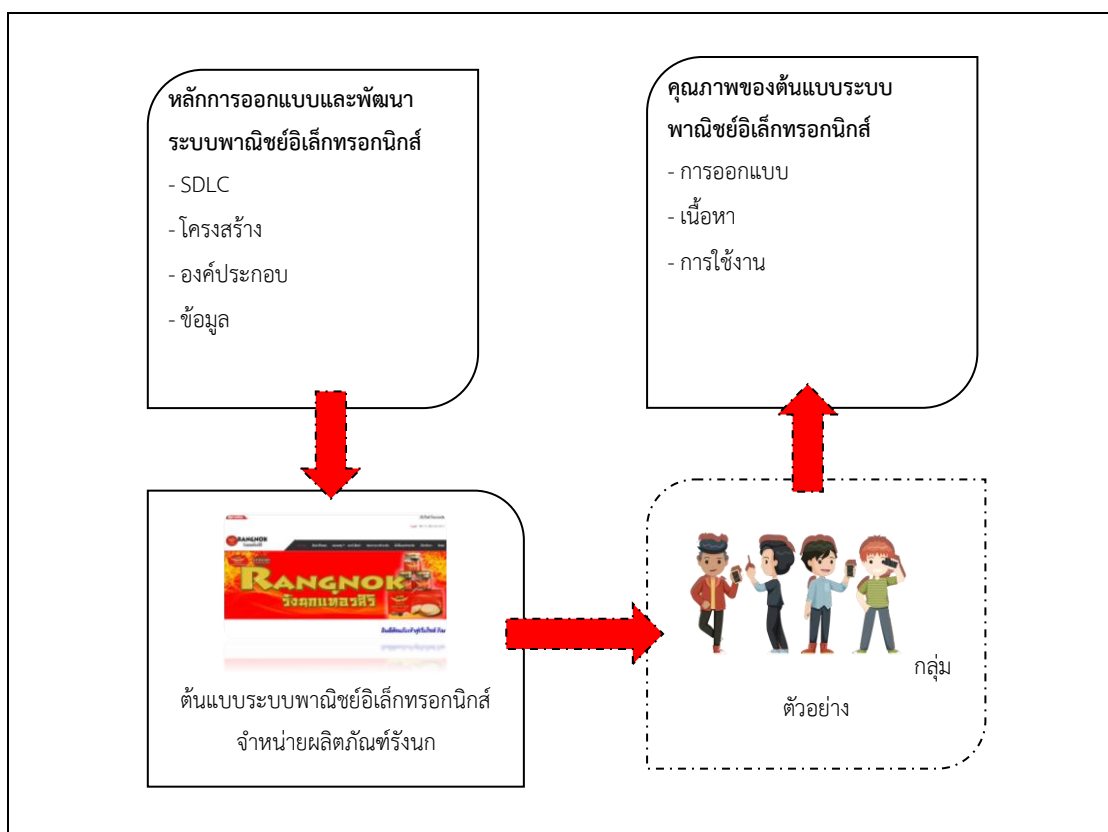 หลักการออกแบบและพัฒนา
ระบบพาณิชย์อิเล็กทรอกนิกส์
- SDLC
- โครงสร้าง
- องค์ประกอบ
- ข้อมูล
คุณภาพของต้นแบบระบบ
พาณิชย์อิเล็กทรอกนิกส์
- การออกแบบ
- เนื้อหา
- การใช้งาน
RANGNOK
RANGNOK
รังนกแท้อรสิริ
ต้นแบบระบบพาณิชย์อิเล็กทรอกนิกส์
จำหน่ายผลิตภัณฑ์รังนก
กลุ่ม
ตัวอย่าง